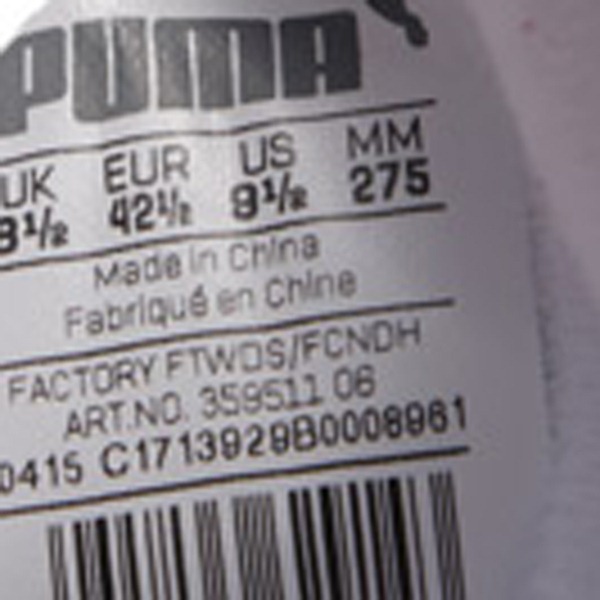 PUMA
UK EUR US MM
8½ 42½ 9½ 275
Made in China
Fabriqué en Chine
FACTORY FTWOS/FCNDH
ART.NO. 359511 06
0415 C1713929B0008961